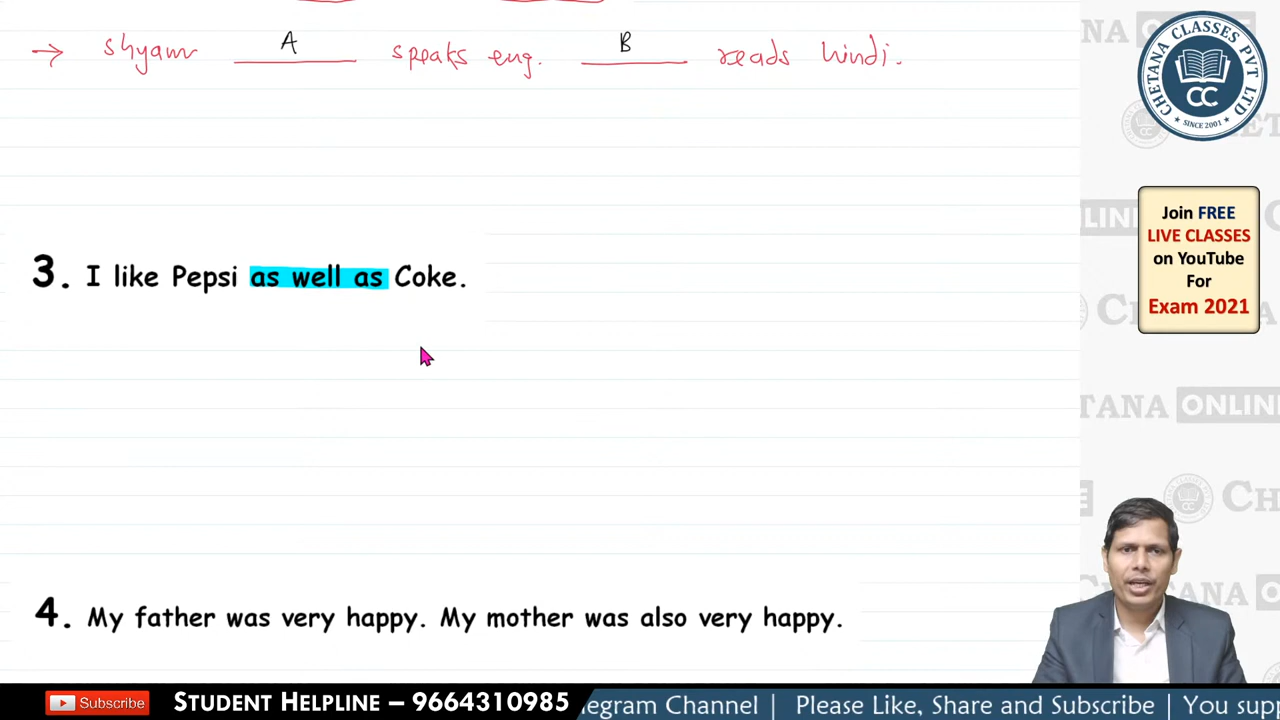 → shyam A speaks eng. B reads hindi.
CHETANA CLASSES PVT LTD
CC
SINCE 2001
Join FREE
LIVE CLASSES
on YouTube
For
Exam 2021
3. I like Pepsi as well as Coke.
4. My father was very happy. My mother was also very happy.
Subscribe STUDENT HELPLINE – 9664310985 legram Channel | Please Like, Share and Subscribe | You supp